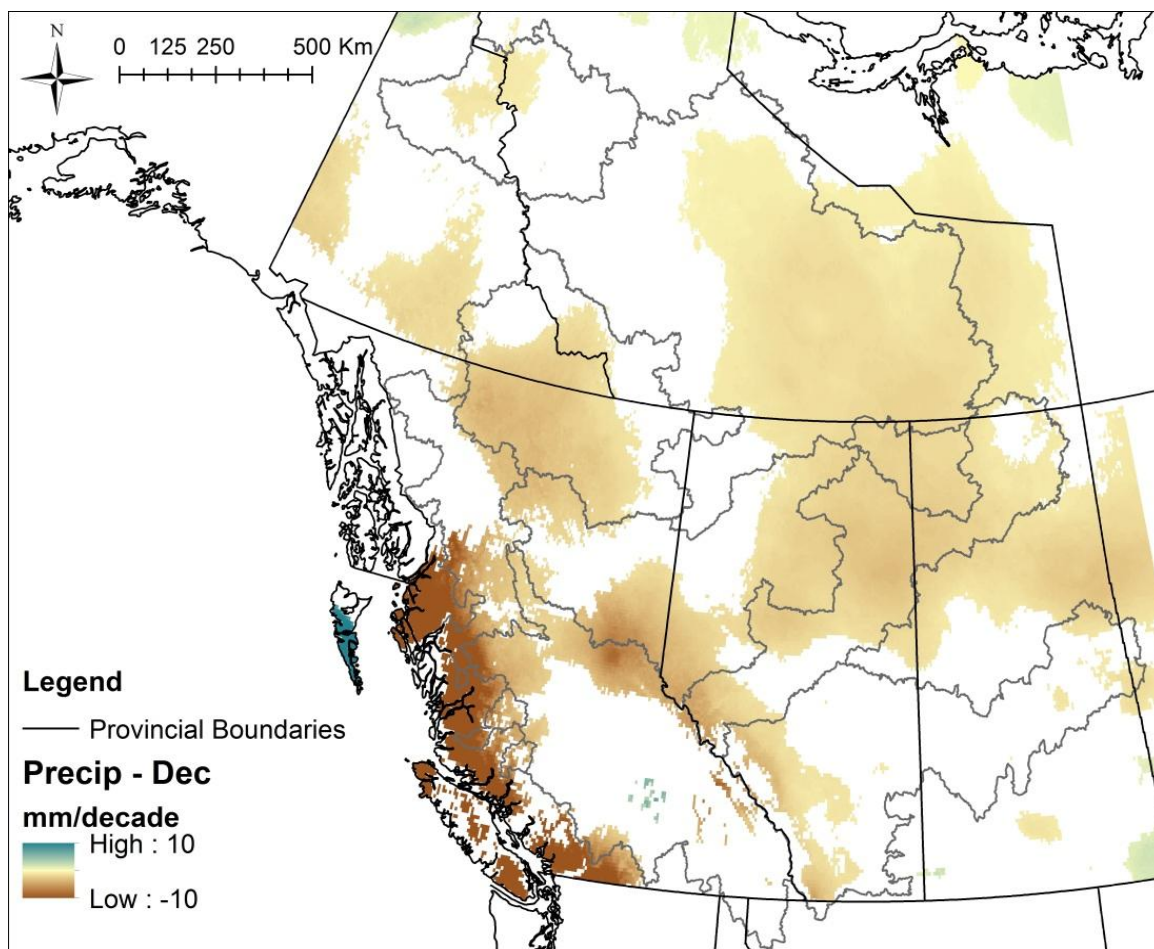 N
0 125 250 500 Km
Legend
Provincial Boundaries
Precip - Dec
mm/decade
High : 10
Low : -10